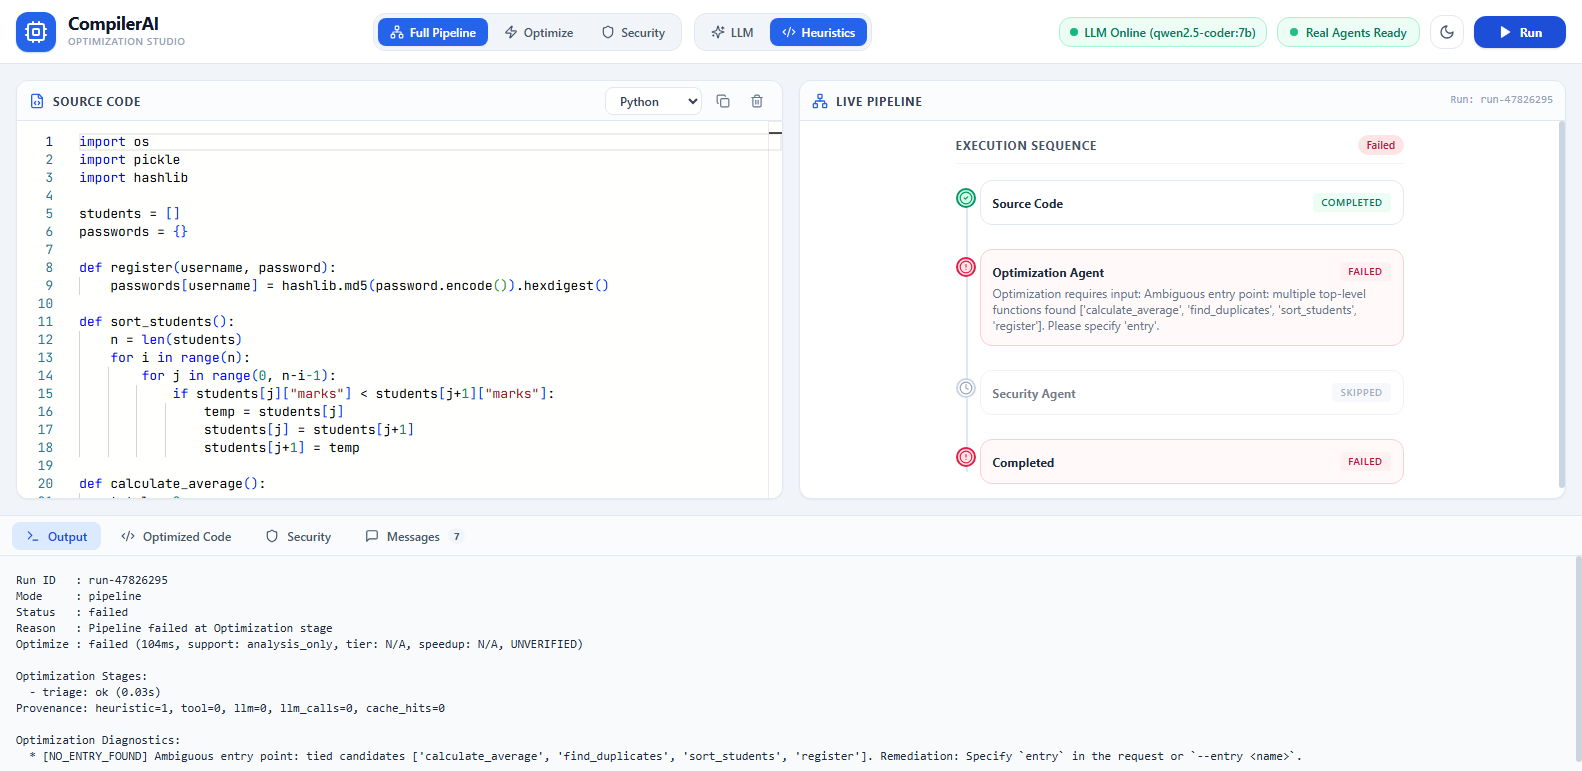 CompilerAI
OPTIMIZATION STUDIO
Full Pipeline
Optimize
Security
LLM
Heuristics
LLM Online (qwen2.5-coder:7b)
Real Agents Ready
Run
SOURCE CODE
Python
1 import os
2 import pickle
3 import hashlib
4
5 students = []
6 passwords = {}
7
8 def register(username, password):
9     passwords[username] = hashlib.md5(password.encode()).hexdigest()
10
11 def sort_students():
12     n = len(students)
13     for i in range(n):
14         for j in range(0, n-i-1):
15             if students[j]["marks"] < students[j+1]["marks"]:
16                 temp = students[j]
17                 students[j] = students[j+1]
18                 students[j+1] = temp
19
20 def calculate_average():
LIVE PIPELINE
Run: run-47826295
EXECUTION SEQUENCE
Failed
Source Code
COMPLETED
Optimization Agent
FAILED
Optimization requires input: Ambiguous entry point: multiple top-level
functions found ['calculate_average', 'find_duplicates', 'sort_students',
'register']. Please specify 'entry'.
Security Agent
SKIPPED
Completed
FAILED
Output
Optimized Code
Security
Messages 7
Run ID   : run-47826295
Mode     : pipeline
Status   : failed
Reason   : Pipeline failed at Optimization stage
Optimize : failed (104ms, support: analysis_only, tier: N/A, speedup: N/A, UNVERIFIED)
Optimization Stages:
  - triage: ok (0.03s)
Provenance: heuristic=1, tool=0, llm=0, llm_calls=0, cache_hits=0
Optimization Diagnostics:
  * [NO_ENTRY_FOUND] Ambiguous entry point: tied candidates ['calculate_average', 'find_duplicates', 'sort_students', 'register']. Remediation: Specify `entry` in the request or `--entry <name>`.